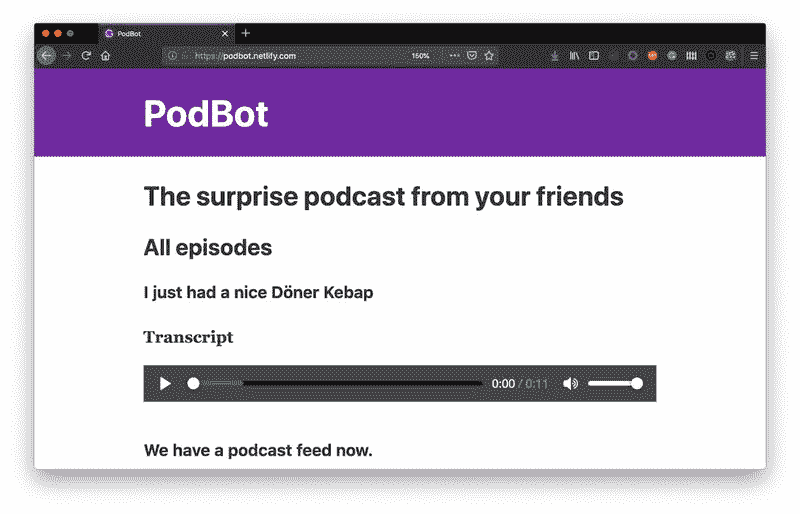 PodBot
https://podbot.netlify.com
150%
PodBot
The surprise podcast from your friends
All episodes
I just had a nice Döner Kebap
Transcript
0:00 / 0:11
We have a podcast feed now.